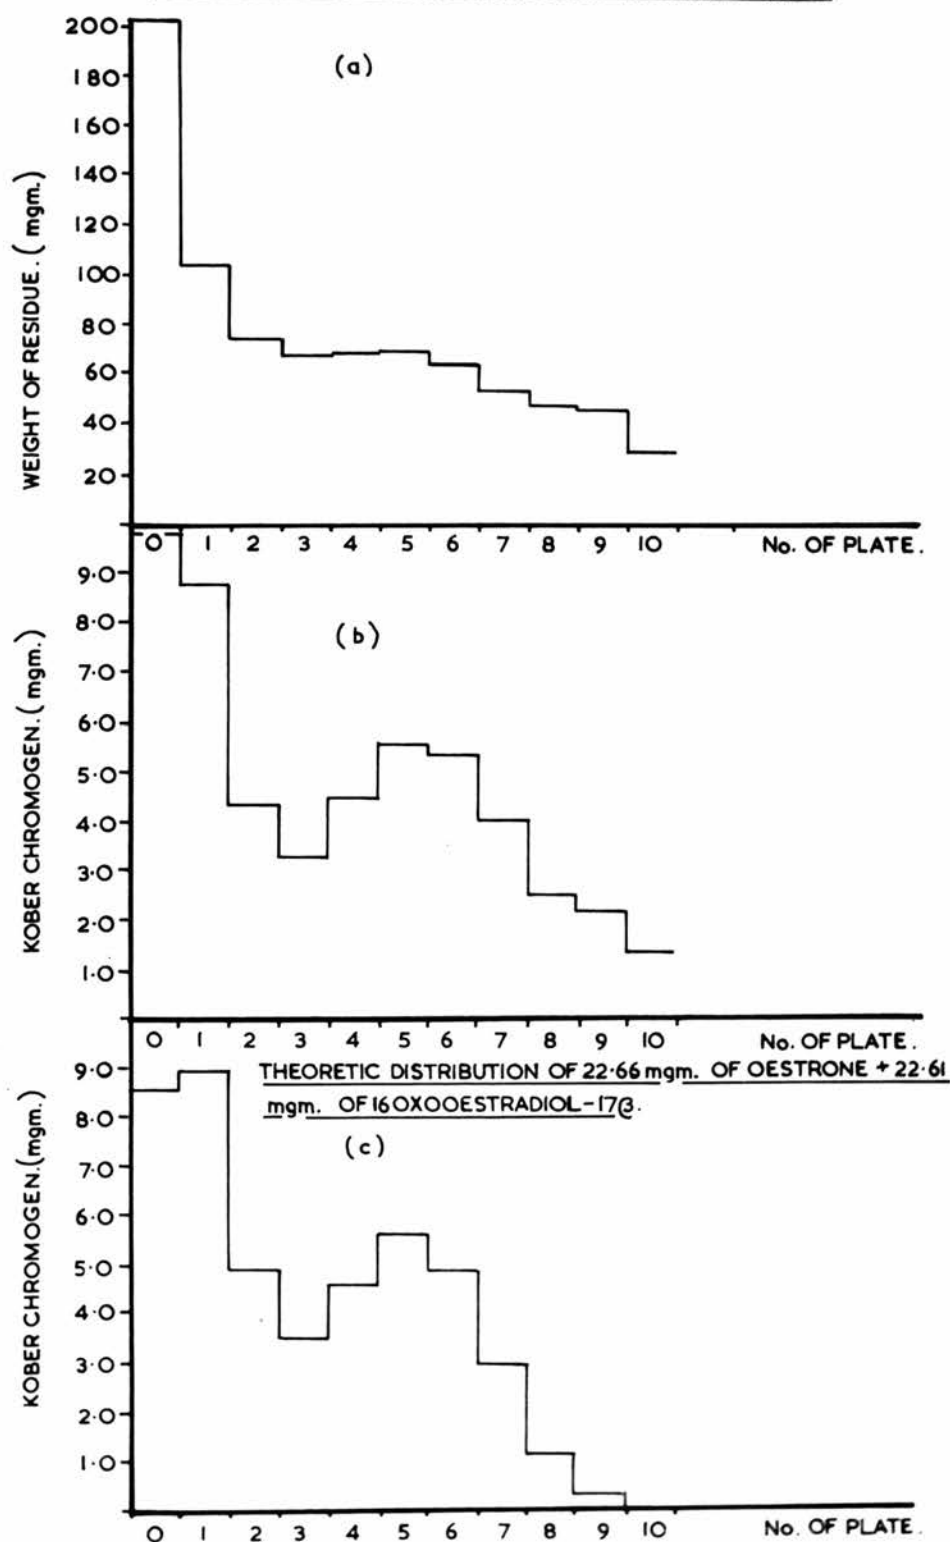 (a)
WEIGHT OF RESIDUE. (mgm.)
200
180
160
140
120
100
80
60
40
20
0 1 2 3 4 5 6 7 8 9 10 No. OF PLATE.
(b)
KOBER CHROMOGEN. (mgm.)
9·0
8·0
7·0
6·0
5·0
4·0
3·0
2·0
1·0
0 1 2 3 4 5 6 7 8 9 10 No. OF PLATE.
THEORETIC DISTRIBUTION OF 22·66 mgm. OF OESTRONE + 22·61
mgm. OF 16OXOOESTRADIOL-17β.
(c)
KOBER CHROMOGEN. (mgm.)
9·0
8·0
7·0
6·0
5·0
4·0
3·0
2·0
1·0
0 1 2 3 4 5 6 7 8 9 10 No. OF PLATE.